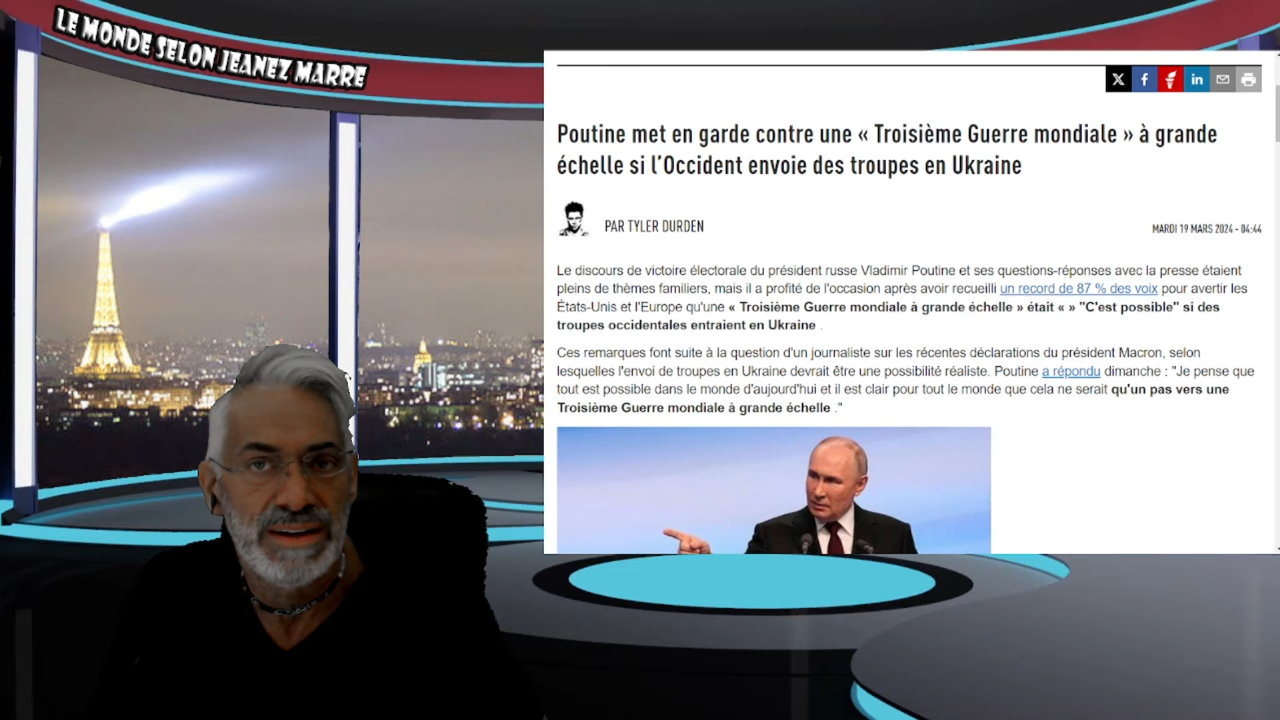 LE MONDE SELON JEANEZ MARRE
Poutine met en garde contre une « Troisième Guerre mondiale » à grande
échelle si l'Occident envoie des troupes en Ukraine
PAR TYLER DURDEN
MARDI 19 MARS 2024 - 04:44
Le discours de victoire électorale du président russe Vladimir Poutine et ses questions-réponses avec la presse étaient
pleins de thèmes familiers, mais il a profité de l'occasion après avoir recueilli un record de 87 % des voix pour avertir les
États-Unis et l'Europe qu'une « Troisième Guerre mondiale à grande échelle » était « » "C'est possible" si des
troupes occidentales entraient en Ukraine .
Ces remarques font suite à la question d'un journaliste sur les récentes déclarations du président Macron, selon
lesquelles l'envoi de troupes en Ukraine devrait être une possibilité réaliste. Poutine a répondu dimanche : "Je pense que
tout est possible dans le monde d'aujourd'hui et il est clair pour tout le monde que cela ne serait qu'un pas vers une
Troisième Guerre mondiale à grande échelle ."